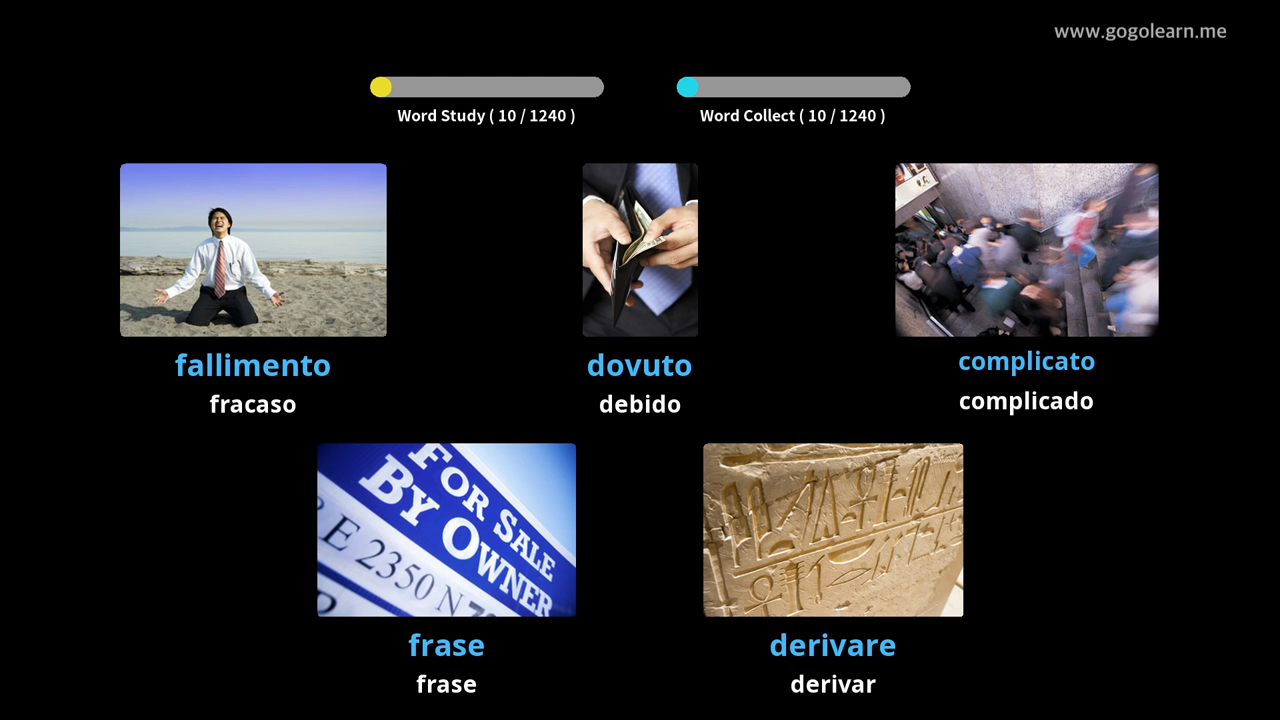 www.gogolearn.me
Word Study ( 10 / 1240 )
Word Collect ( 10 / 1240 )
fallimento
fracaso
dovuto
debido
complicato
complicado
FOR SALE
BY OWNER
E 2350 N
frase
frase
derivare
derivar